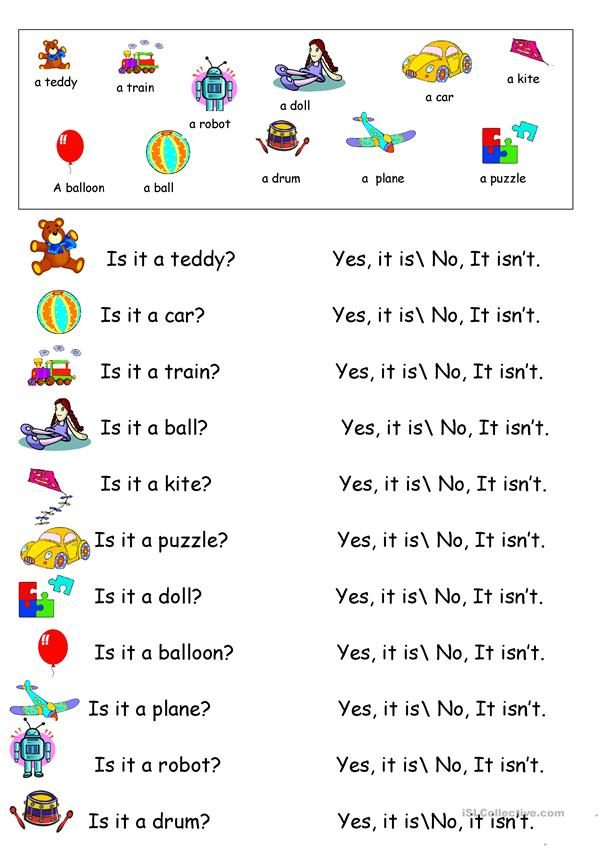 a teddy
a train
a robot
a doll
a car
a kite
A balloon
a ball
a drum
a plane
a puzzle
Is it a teddy? Yes, it is\ No, It isn't.
Is it a car? Yes, it is\ No, It isn't.
Is it a train? Yes, it is\ No, It isn't.
Is it a ball? Yes, it is\ No, It isn't.
Is it a kite? Yes, it is\ No, It isn't.
Is it a puzzle? Yes, it is\ No, It isn't.
Is it a doll? Yes, it is\ No, It isn't.
Is it a balloon? Yes, it is\ No, It isn't.
Is it a plane? Yes, it is\ No, It isn't.
Is it a robot? Yes, it is\ No, It isn't.
Is it a drum? Yes, it is\No, it isn't.
iSLCollective.com